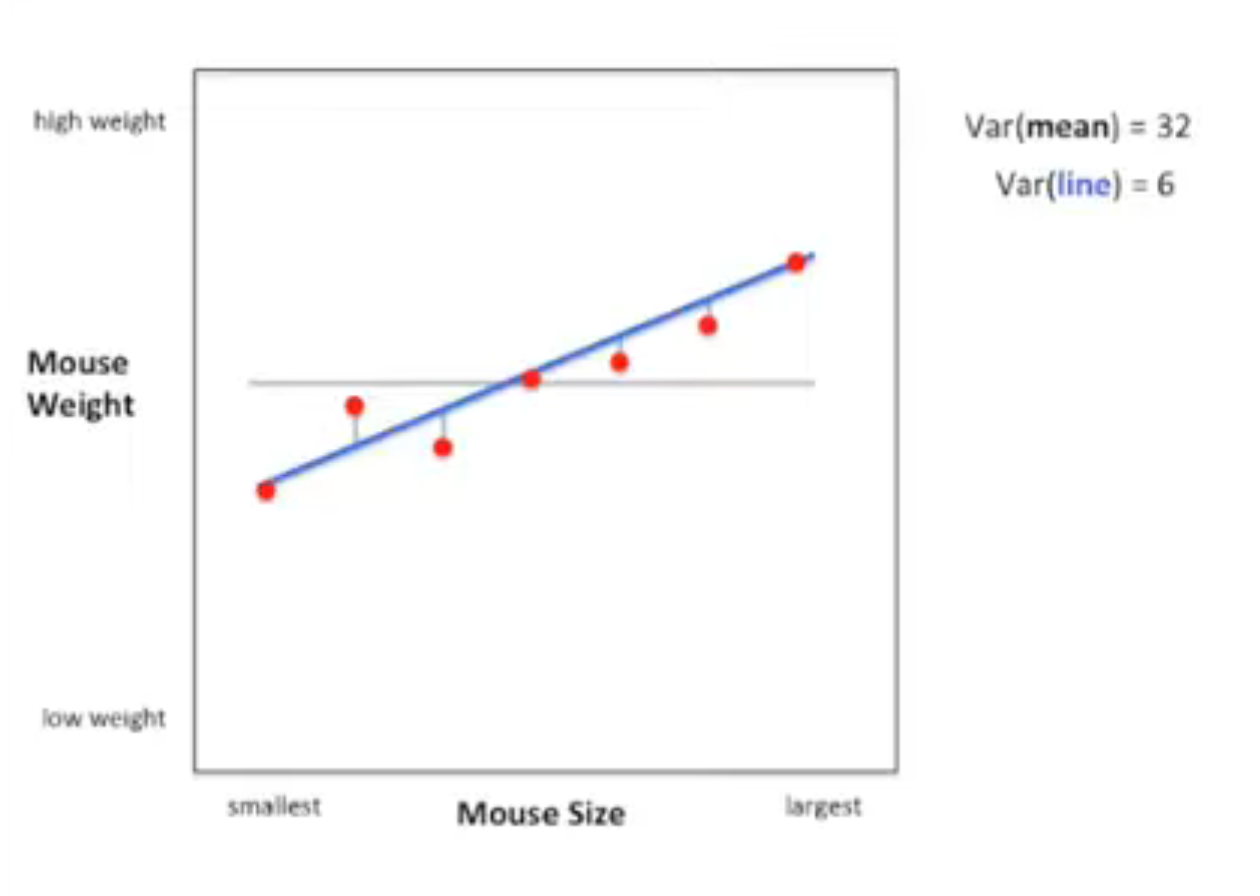 high weight
Var(mean) = 32
Var(line) = 6
Mouse
Weight
low weight
smallest
Mouse Size
largest